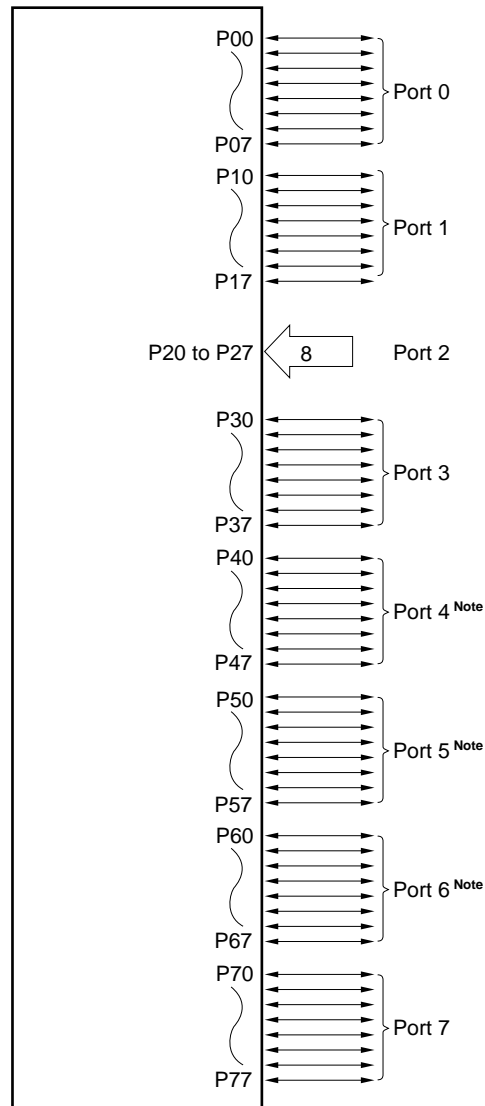 P00
Port 0
P07
P10
Port 1
P17
P20 to P27
8
Port 2
P30
Port 3
P37
P40
Port 4 Note
P47
P50
Port 5 Note
P57
P60
Port 6 Note
P67
P70
Port 7
P77